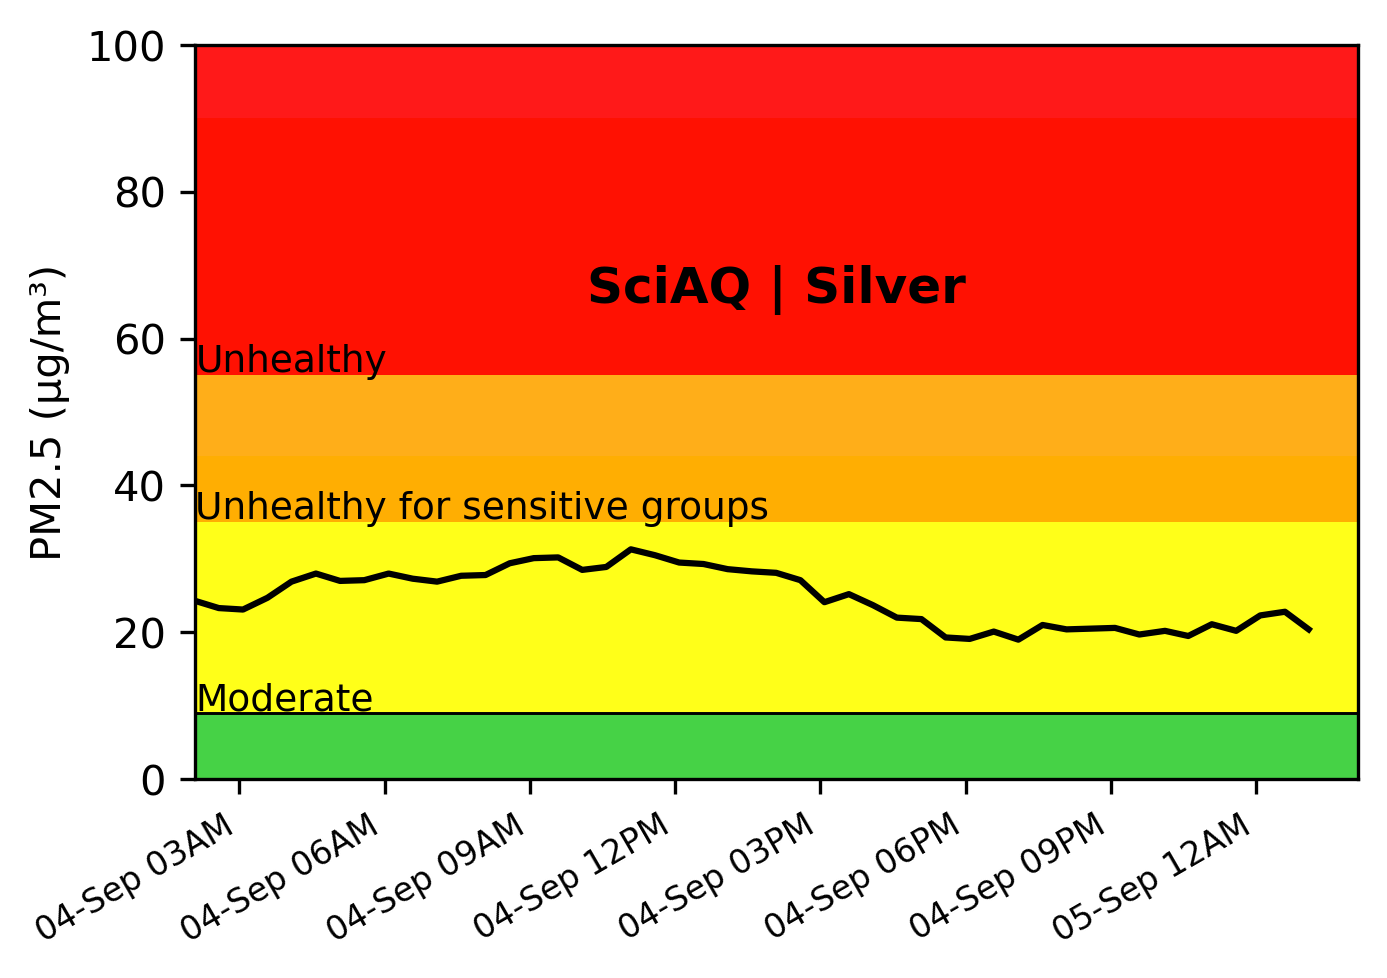 100
80
60
40
20
0
PM2.5 (µg/m³)
SciAQ | Silver
Unhealthy
Unhealthy for sensitive groups
Moderate
04-Sep 03AM
04-Sep 06AM
04-Sep 09AM
04-Sep 12PM
04-Sep 03PM
04-Sep 06PM
04-Sep 09PM
05-Sep 12AM